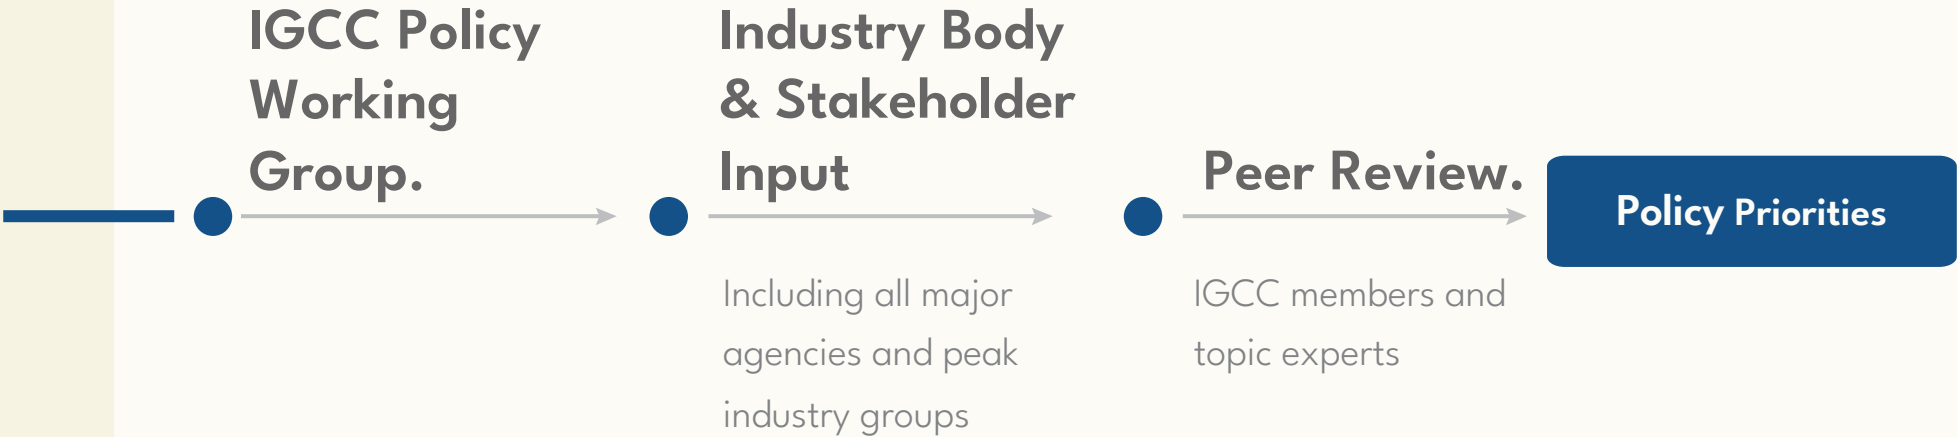 IGCC Policy
Working
Group.
Industry Body
& Stakeholder
Input
Including all major
agencies and peak
industry groups
Peer Review.
IGCC members and
topic experts
Policy Priorities